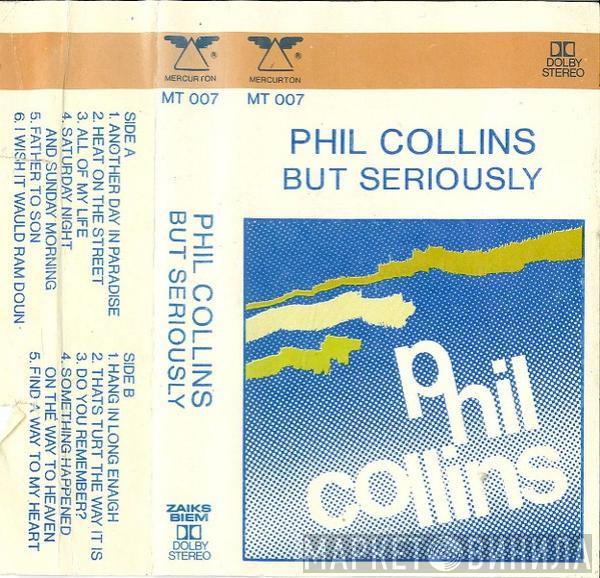 SIDE A
1. ANOTHER DAY IN PARADISE
2. HEAT ON THE STREET
3. ALL OF MY LIFE
4. SATURDAY NIGHT
AND SUNDAY MORNING
5. FATHER TO SON
6. I WISH IT WAULD RAM DOUN
SIDE B
1. HANG IN LONG ENAIGH
2. THATS TURT THE WAY IT IS
3. DO YOU REMEMBER?
4. SOMETHING HAPPENED
ON THE WAY TO HEAVEN
5. FIND A WAY TO MY HEART
MERCURTON
MT 007
PHIL COLLINS
BUT SERIOUSLY
ZAIKS
BIEM
DOLBY
STEREO
®
MERCURTON
MT 007
®
DOLBY
STEREO
PHIL COLLINS
BUT SERIOUSLY
phil
collins
МАРКЕТ ВИНИЛА